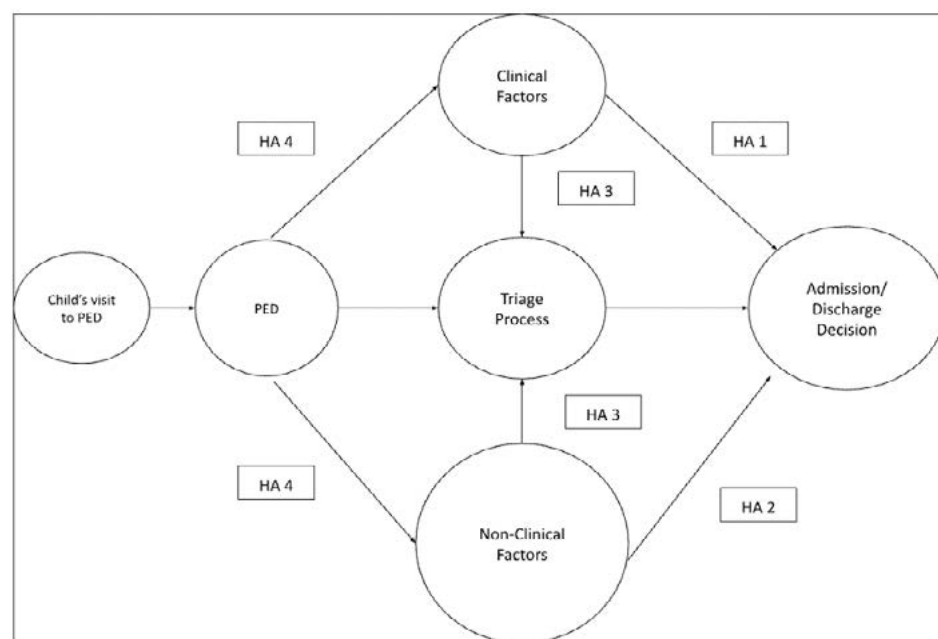 Clinical
Factors
HA 4
HA 1
HA 3
Child's visit
to PED
PED
Triage
Process
Admission/
Discharge
Decision
HA 3
HA 4
HA 2
Non-Clinical
Factors